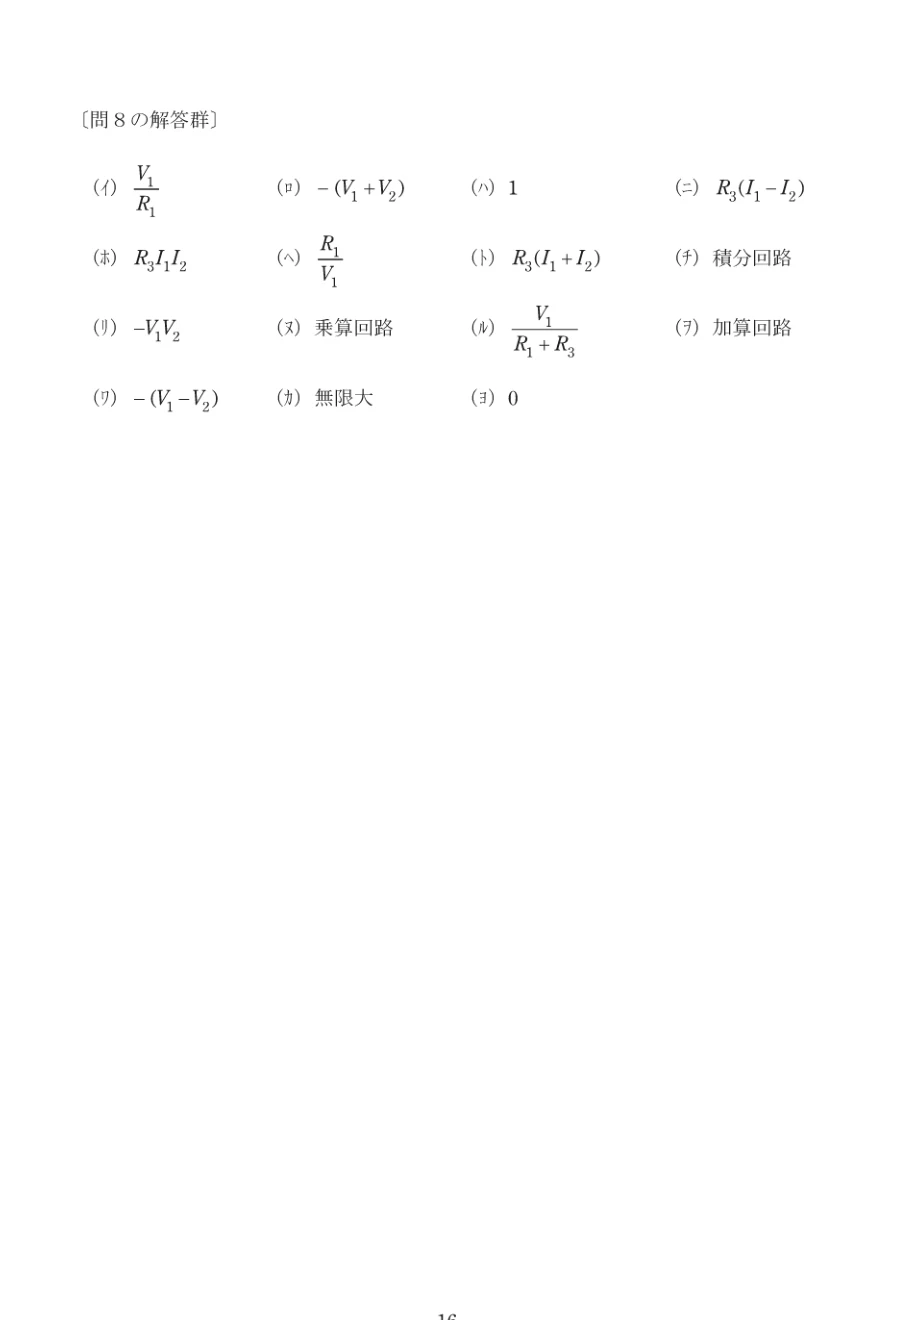 〔問８の解答群〕
(ｲ) V₁/R₁ (ﾛ) −(V₁+V₂) (ﾊ) 1 (ﾆ) R₃(I₁−I₂)
(ﾎ) R₃I₁I₂ (ﾍ) R₁/V₁ (ﾄ) R₃(I₁+I₂) (ﾁ) 積分回路
(ﾘ) −V₁V₂ (ﾇ) 乗算回路 (ﾙ) V₁/(R₁+R₃) (ｦ) 加算回路
(ﾜ) −(V₁−V₂) (ｶ) 無限大 (ﾖ) 0
16